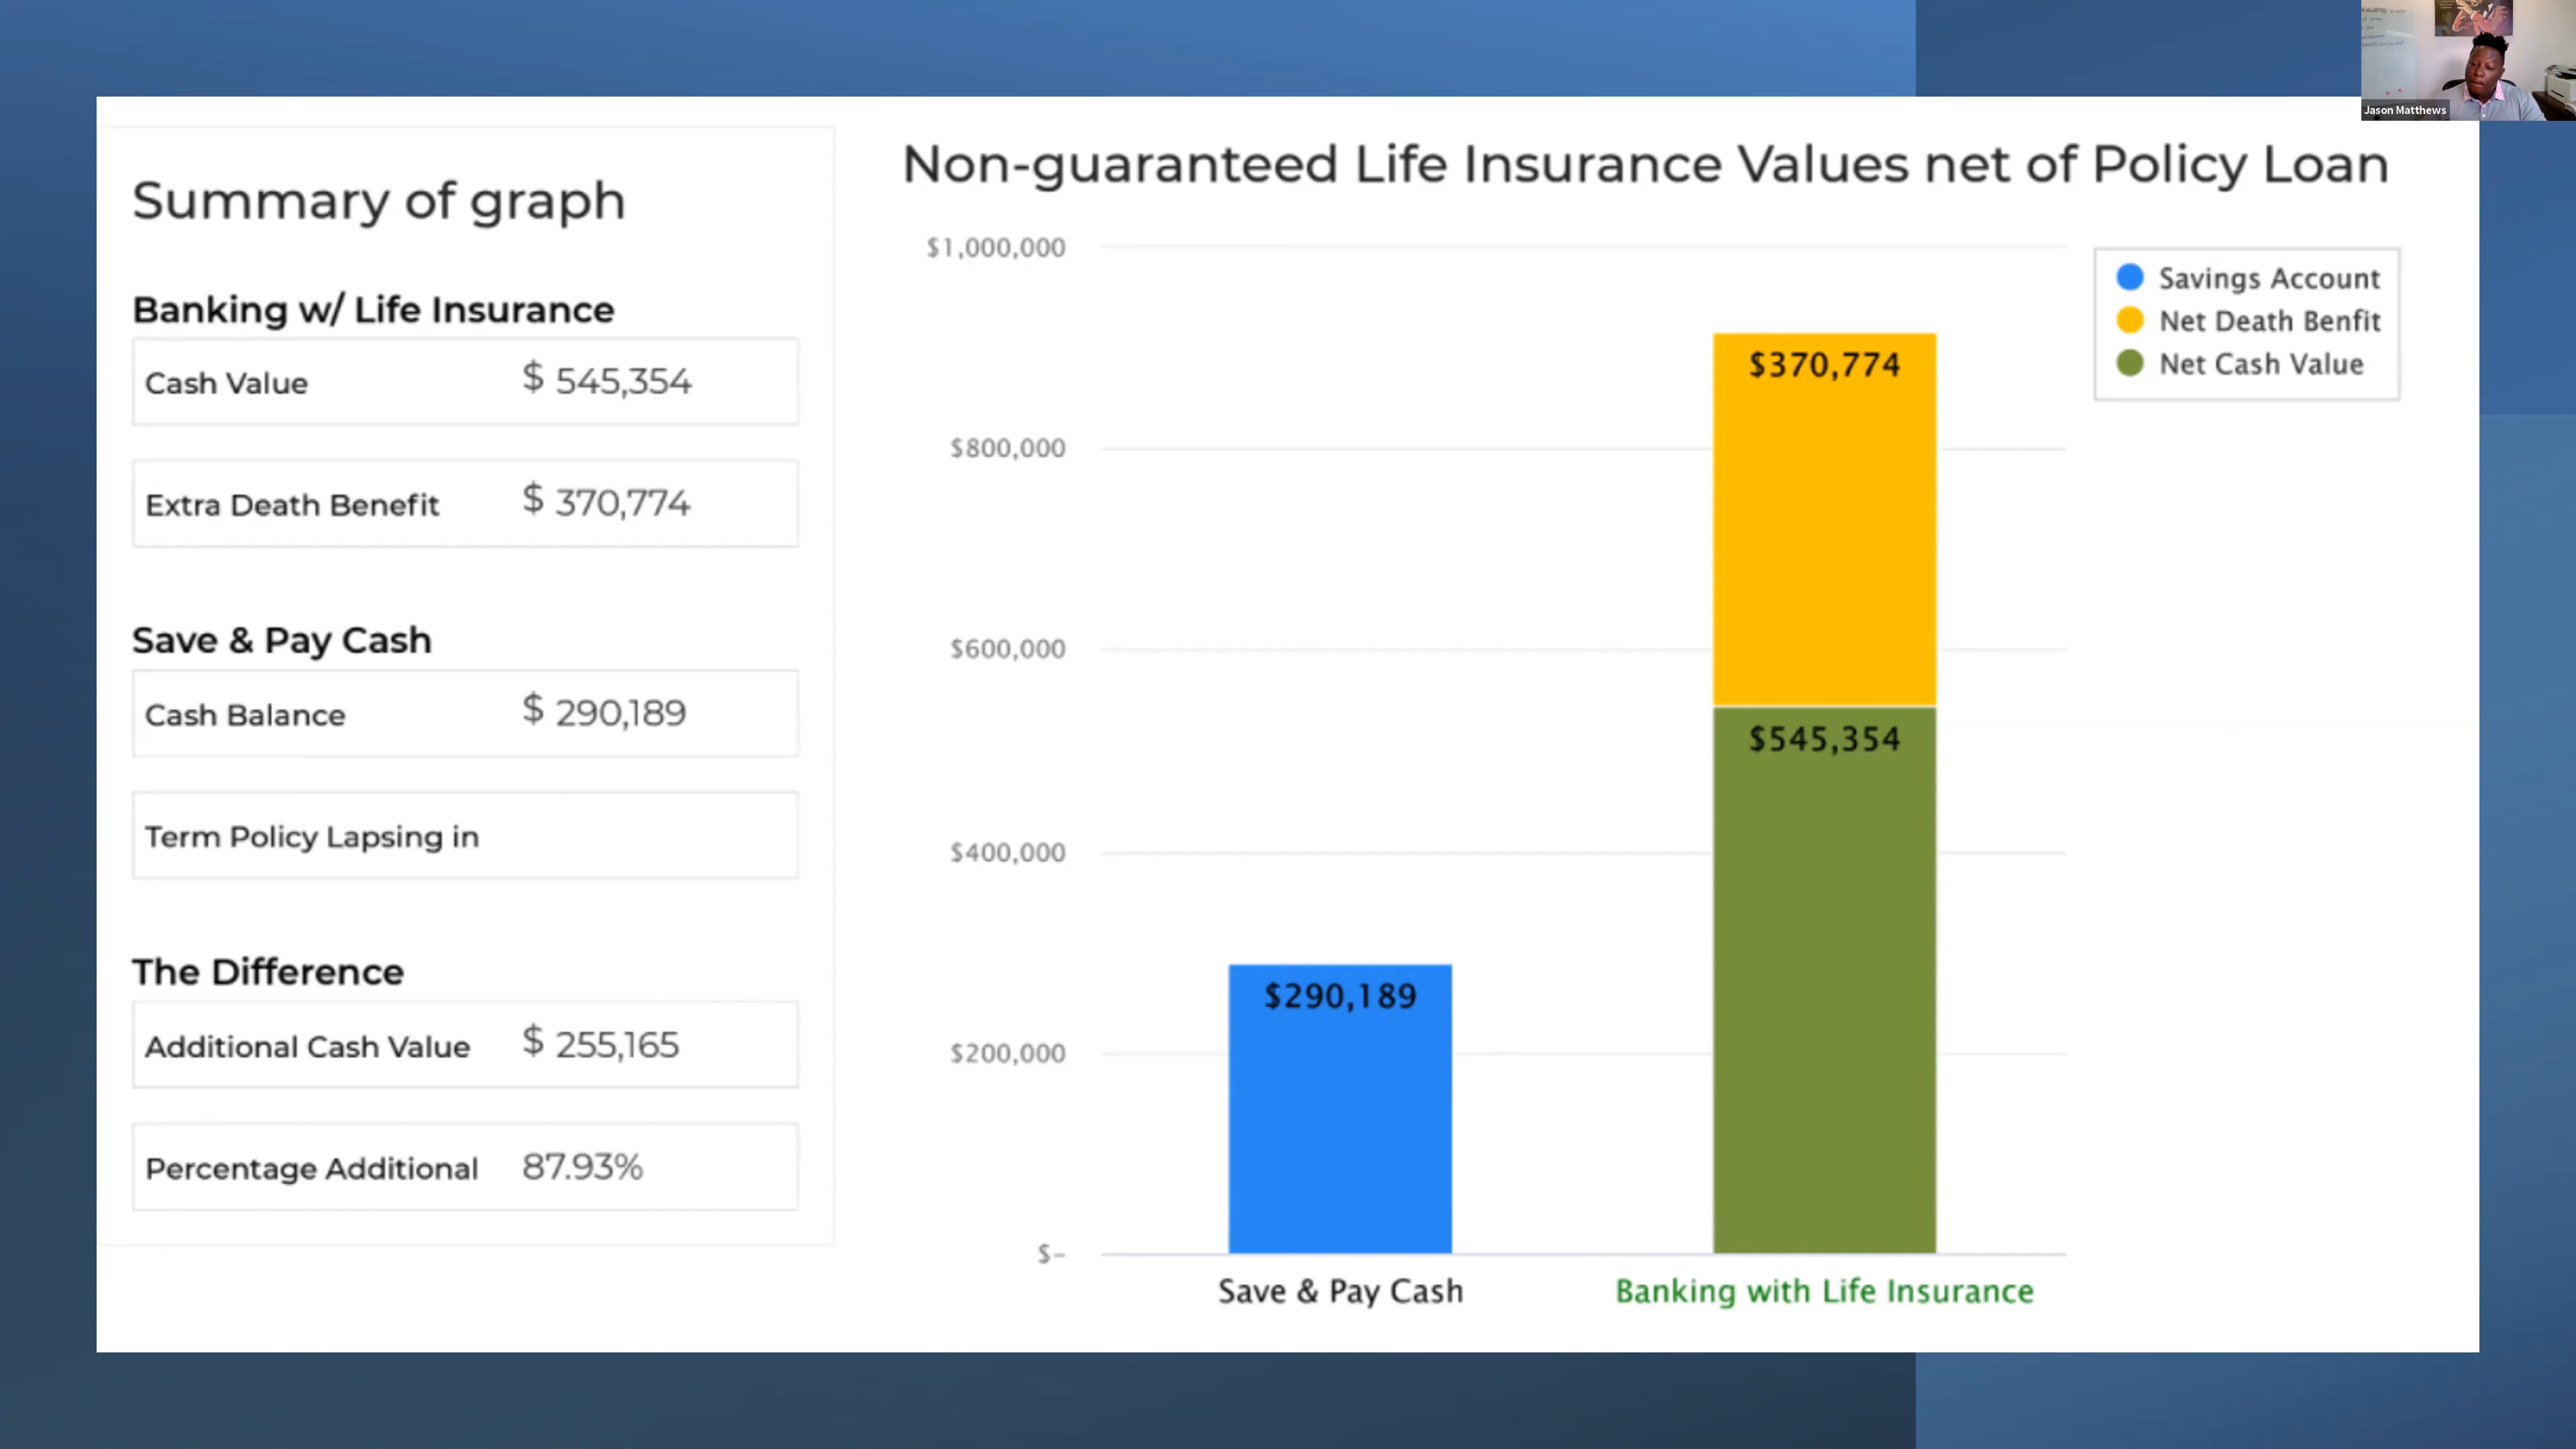 Jason Matthews
Summary of graph
Banking w/ Life Insurance
Cash Value $ 545,354
Extra Death Benefit $ 370,774
Save & Pay Cash
Cash Balance $ 290,189
Term Policy Lapsing in
The Difference
Additional Cash Value $ 255,165
Percentage Additional 87.93%
Non-guaranteed Life Insurance Values net of Policy Loan
$1,000,000
$800,000
$600,000
$400,000
$200,000
$-
$370,774
$545,354
$290,189
Save & Pay Cash
Banking with Life Insurance
Savings Account
Net Death Benfit
Net Cash Value